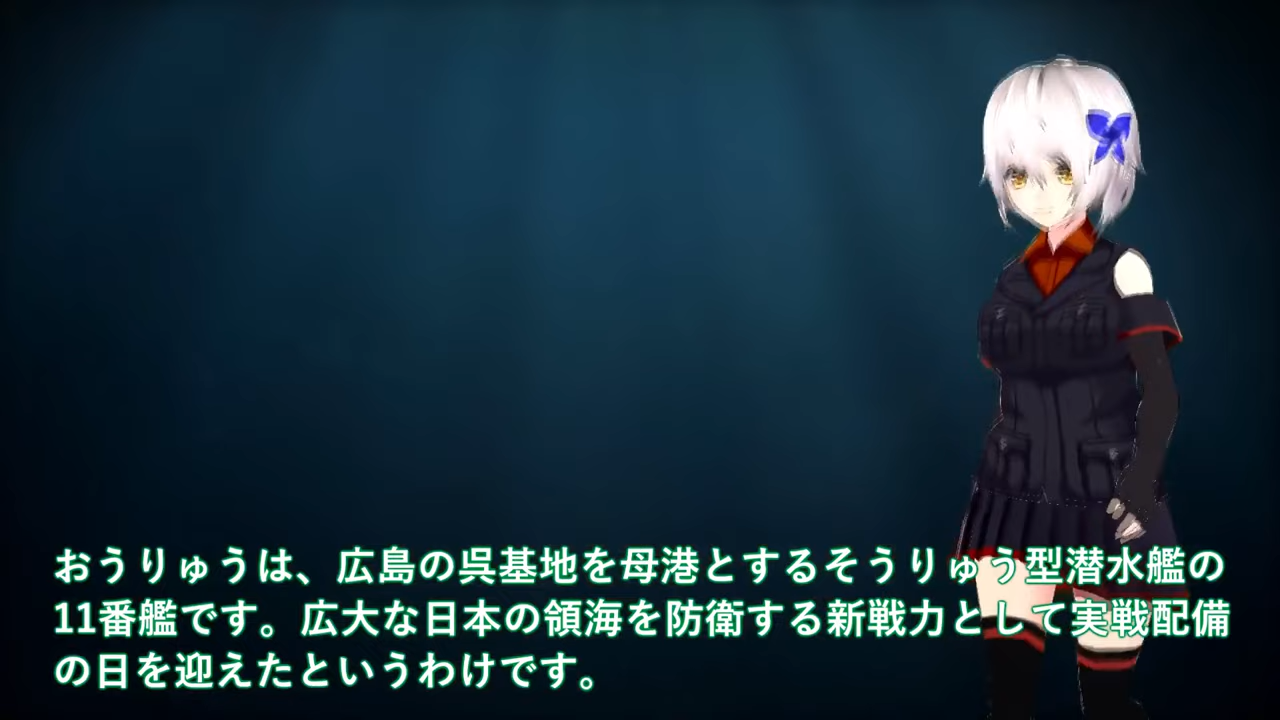 おうりゅうは、広島の呉基地を母港とするそうりゅう型潜水艦の
11番艦です。広大な日本の領海を防衛する新戦力として実戦配備
の日を迎えたというわけです。